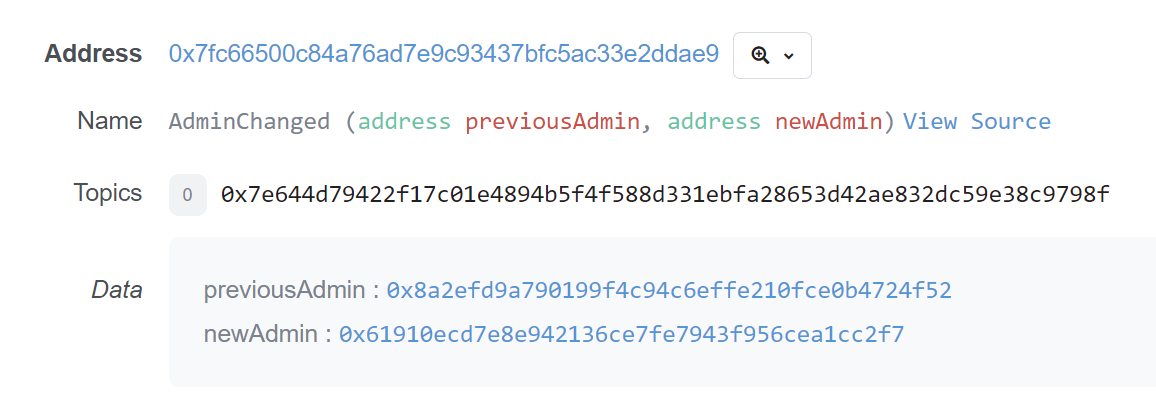 Address 0x7fc66500c84a76ad7e9c93437bfc5ac33e2ddae9
Name AdminChanged (address previousAdmin, address newAdmin) View Source
Topics 0 0x7e644d79422f17c01e4894b5f4f588d331ebfa28653d42ae832dc59e38c9798f
Data previousAdmin : 0x8a2efd9a790199f4c94c6effe210fce0b4724f52
newAdmin : 0x61910ecd7e8e942136ce7fe7943f956cea1cc2f7